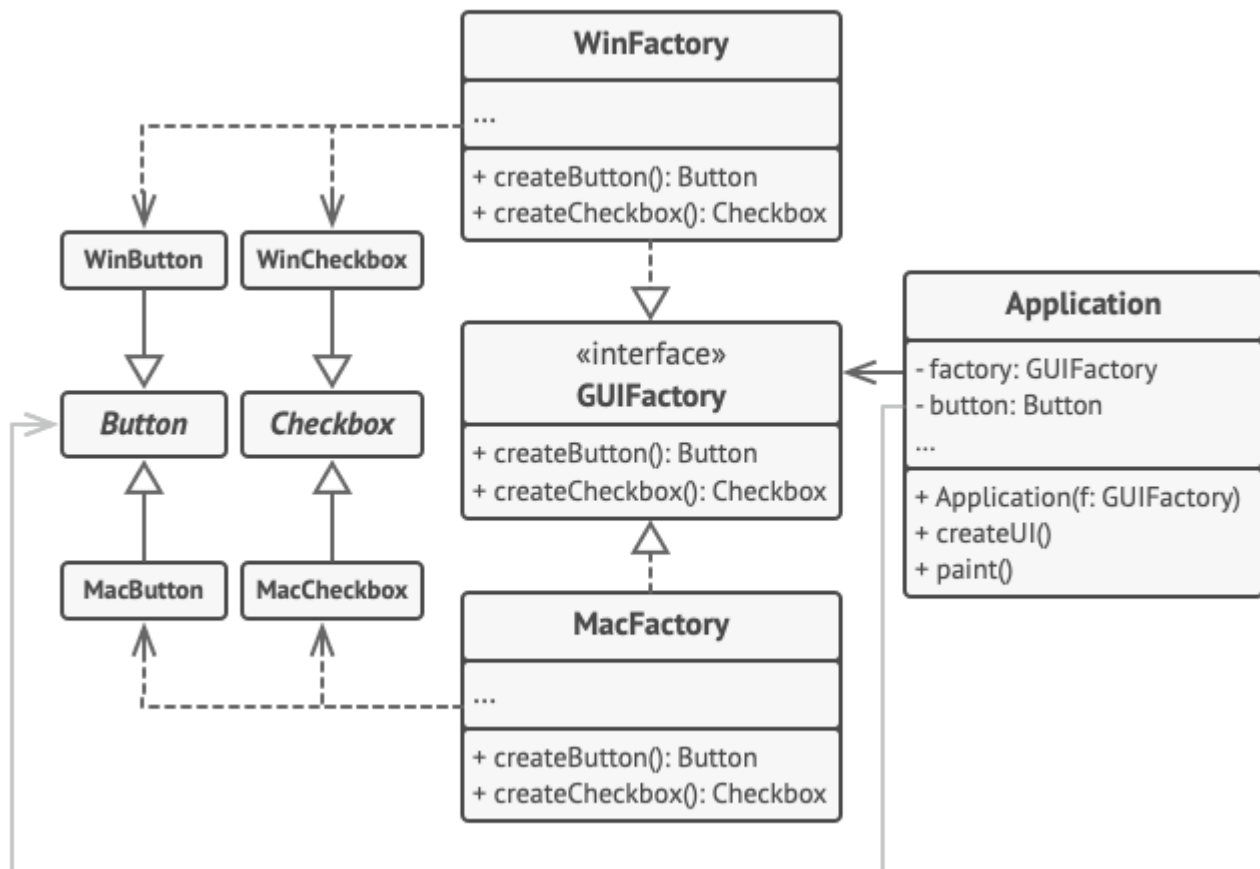 WinFactory
...
+ createButton(): Button
+ createCheckbox(): Checkbox
WinButton
WinCheckbox
Button
Checkbox
MacButton
MacCheckbox
«interface»
GUIFactory
+ createButton(): Button
+ createCheckbox(): Checkbox
Application
- factory: GUIFactory
- button: Button
...
+ Application(f: GUIFactory)
+ createUI()
+ paint()
MacFactory
...
+ createButton(): Button
+ createCheckbox(): Checkbox